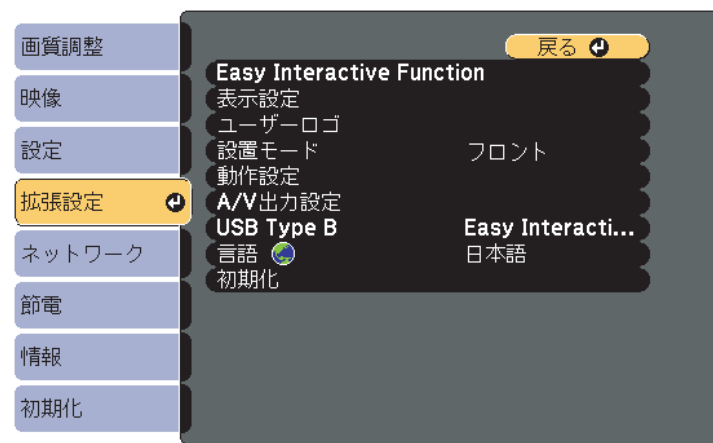 画質調整
映像
設定
拡張設定
ネットワーク
節電
情報
初期化
戻る
Easy Interactive Function
表示設定
ユーザーロゴ
設置モード フロント
動作設定
A/V出力設定
USB Type B Easy Interacti...
言語 日本語
初期化